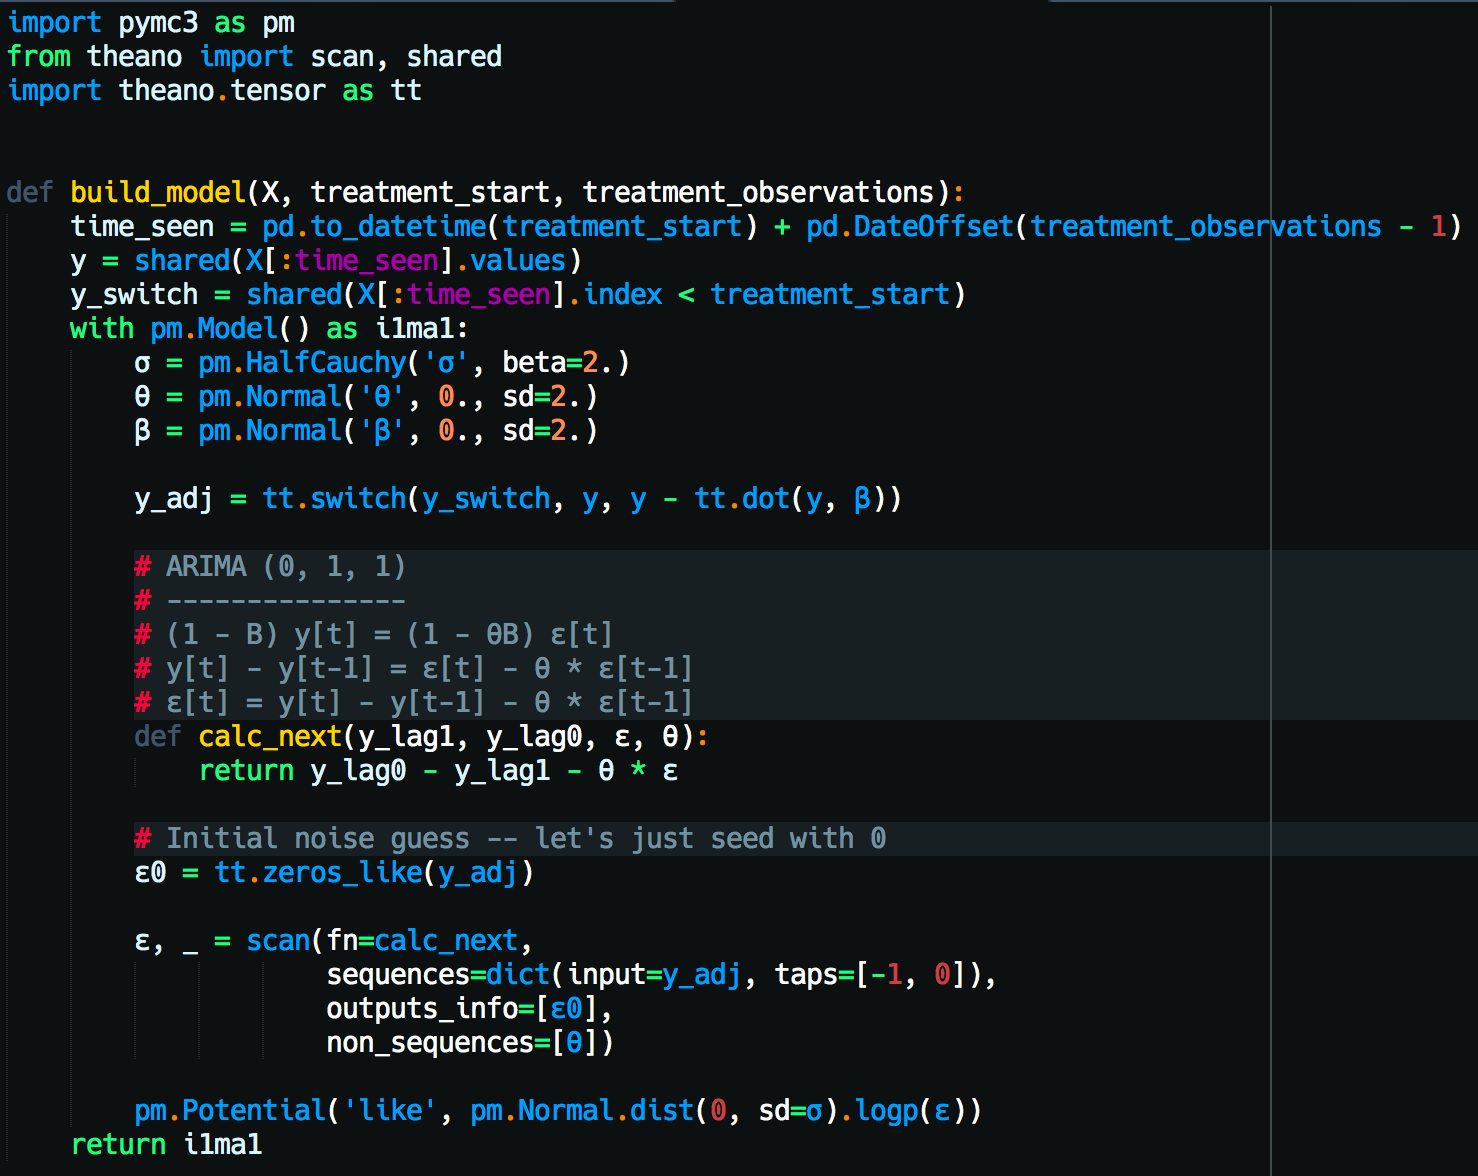 import pymc3 as pm
from theano import scan, shared
import theano.tensor as tt
def build_model(X, treatment_start, treatment_observations):
    time_seen = pd.to_datetime(treatment_start) + pd.DateOffset(treatment_observations - 1)
    y = shared(X[:time_seen].values)
    y_switch = shared(X[:time_seen].index < treatment_start)
    with pm.Model() as i1ma1:
        σ = pm.HalfCauchy('σ', beta=2.)
        θ = pm.Normal('θ', 0., sd=2.)
        β = pm.Normal('β', 0., sd=2.)
        y_adj = tt.switch(y_switch, y, y - tt.dot(y, β))
        # ARIMA (0, 1, 1)
        # ---------------
        # (1 - B) y[t] = (1 - θB) ε[t]
        # y[t] - y[t-1] = ε[t] - θ * ε[t-1]
        # ε[t] = y[t] - y[t-1] - θ * ε[t-1]
        def calc_next(y_lag1, y_lag0, ε, θ):
            return y_lag0 - y_lag1 - θ * ε
        # Initial noise guess -- let's just seed with 0
        ε0 = tt.zeros_like(y_adj)
        ε, _ = scan(fn=calc_next,
                    sequences=dict(input=y_adj, taps=[-1, 0]),
                    outputs_info=[ε0],
                    non_sequences=[θ])
        pm.Potential('like', pm.Normal.dist(0, sd=σ).logp(ε))
    return i1ma1